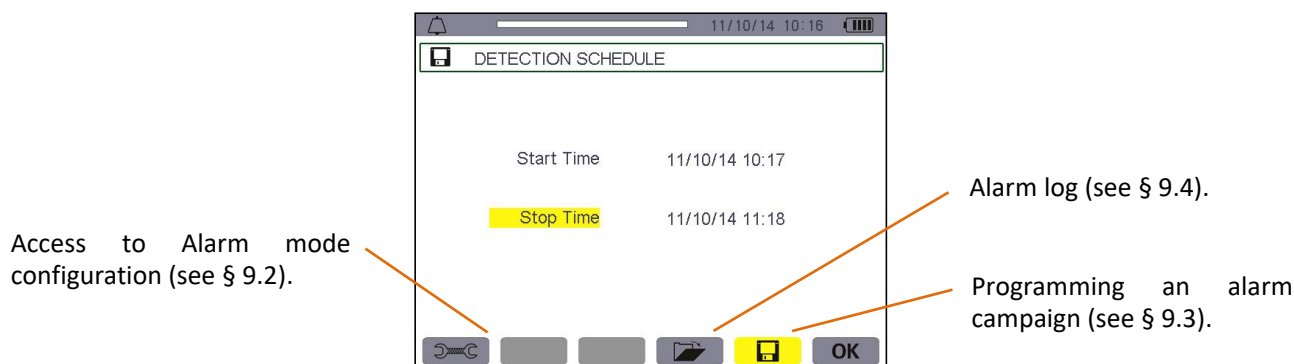 11/10/14 10:16
DETECTION SCHEDULE
Start Time 11/10/14 10:17
Stop Time 11/10/14 11:18
Alarm log (see § 9.4).
Access to Alarm mode
configuration (see § 9.2).
Programming an alarm
campaign (see § 9.3).
OK